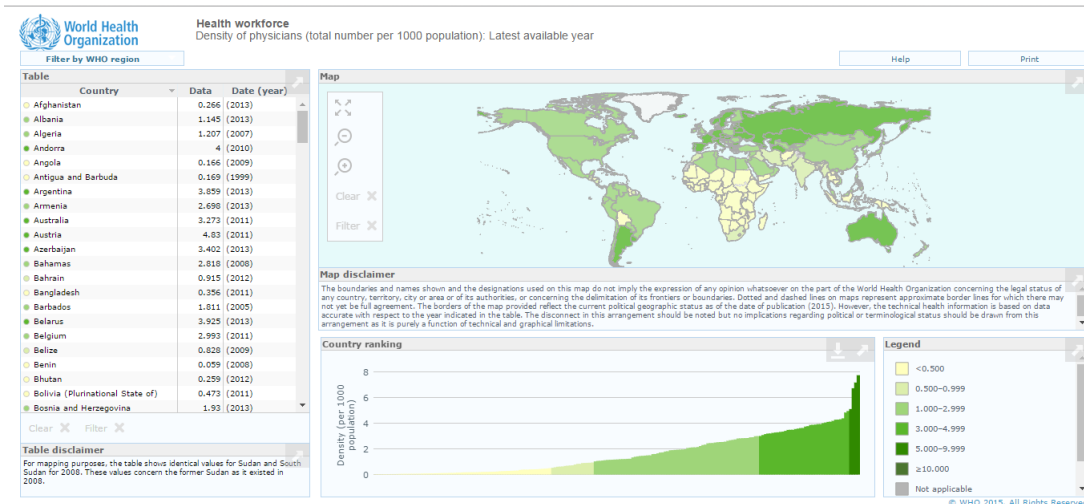 World Health
Organization
Health workforce
Density of physicians (total number per 1000 population): Latest available year
Filter by WHO region
Help
Print
Table
Country Data Date (year)
Afghanistan 0.266 (2013)
Albania 1.145 (2013)
Algeria 1.207 (2007)
Andorra 4 (2010)
Angola 0.166 (2009)
Antigua and Barbuda 0.169 (1999)
Argentina 3.859 (2013)
Armenia 2.698 (2013)
Australia 3.273 (2011)
Austria 4.83 (2011)
Azerbaijan 3.402 (2013)
Bahamas 2.818 (2008)
Bahrain 0.915 (2012)
Bangladesh 0.356 (2011)
Barbados 1.811 (2005)
Belarus 3.925 (2013)
Belgium 2.993 (2011)
Belize 0.828 (2009)
Benin 0.059 (2008)
Bhutan 0.259 (2012)
Bolivia (Plurinational State of) 0.473 (2011)
Bosnia and Herzegovina 1.93 (2013)
Clear
Filter
Table disclaimer
For mapping purposes, the table shows identical values for Sudan and South
Sudan for 2008. These values concern the former Sudan as it existed in
2008.
Map
Clear
Filter
Map disclaimer
The boundaries and names shown and the designations used on this map do not imply the expression of any opinion whatsoever on the part of the World Health Organization concerning the legal status of
any country, territory, city or area or of its authorities, or concerning the delimitation of its frontiers or boundaries. Dotted and dashed lines on maps represent approximate border lines for which there may
not yet be full agreement. The borders of the map provided reflect the current political geographic status as of the date of publication (2015). However, the technical health information is based on data
accurate with respect to the year indicated in the table. The disconnect in this arrangement should be noted but no implications regarding political or terminological status should be drawn from this
arrangement as it is purely a function of technical and graphical limitations.
Country ranking
Density (per 1000
population)
8
6
4
2
0
Legend
<0.500
0.500–0.999
1.000–2.999
3.000–4.999
5.000–9.999
≥10.000
Not applicable
© WHO 2015. All Rights Reserved